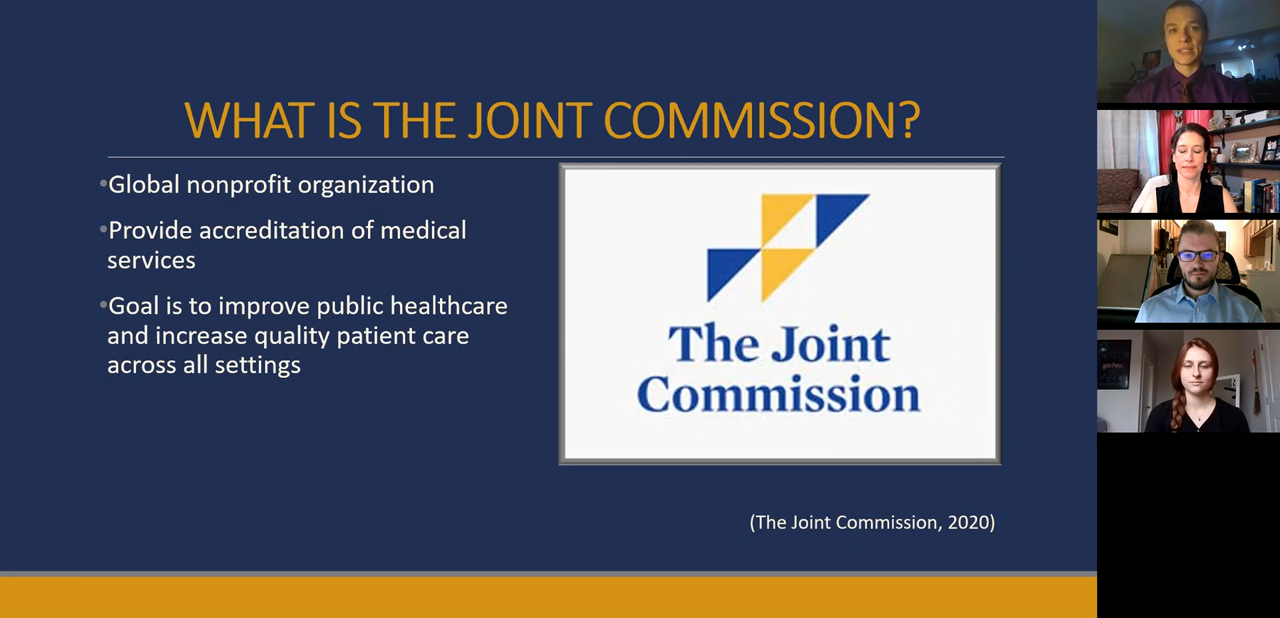 WHAT IS THE JOINT COMMISSION?
•Global nonprofit organization
•Provide accreditation of medical
services
•Goal is to improve public healthcare
and increase quality patient care
across all settings
The Joint
Commission
(The Joint Commission, 2020)